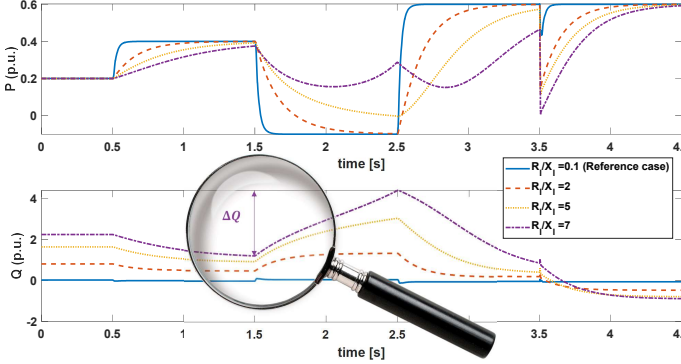 0.6
0.4
0.2
0
P (p.u.)
0 0.5 1 1.5 2 2.5 3 3.5 4 4.
time [s]
R_l/X_l =0.1 (Reference case)
R_l/X_l =2
R_l/X_l =5
R_l/X_l =7
4
2
0
-2
Q (p.u.)
ΔQ
0 0.5 1 1.5 2 2.5 3 3.5 4 4.
time [s]